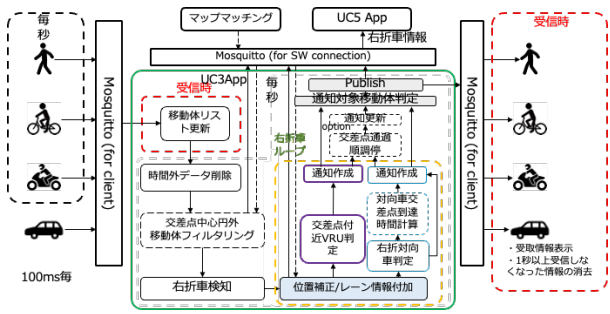 毎
秒
マップマッチング
UC5 App
右折車情報
受信時
Mosquitto (for SW connection)
UC3App
毎
秒
Publish
受信時
通知対象移動体判定
移動体リス
ト更新
通知更新
option
交差点通過
順調停
右折車
ループ
Mosquitto (for
client)
Mosquitto (for
client)
時間外データ削除
通知作成
通知作成
対向車交
差点到達
時間計算
交差点中心円外
移動体フィルタリング
交差点付
近VRU判
定
右折対向
車判定
100ms毎
右折車検知
位置補正/レーン情報付加
・受取情報表示
・1秒以上受信しな
くなった情報の消去